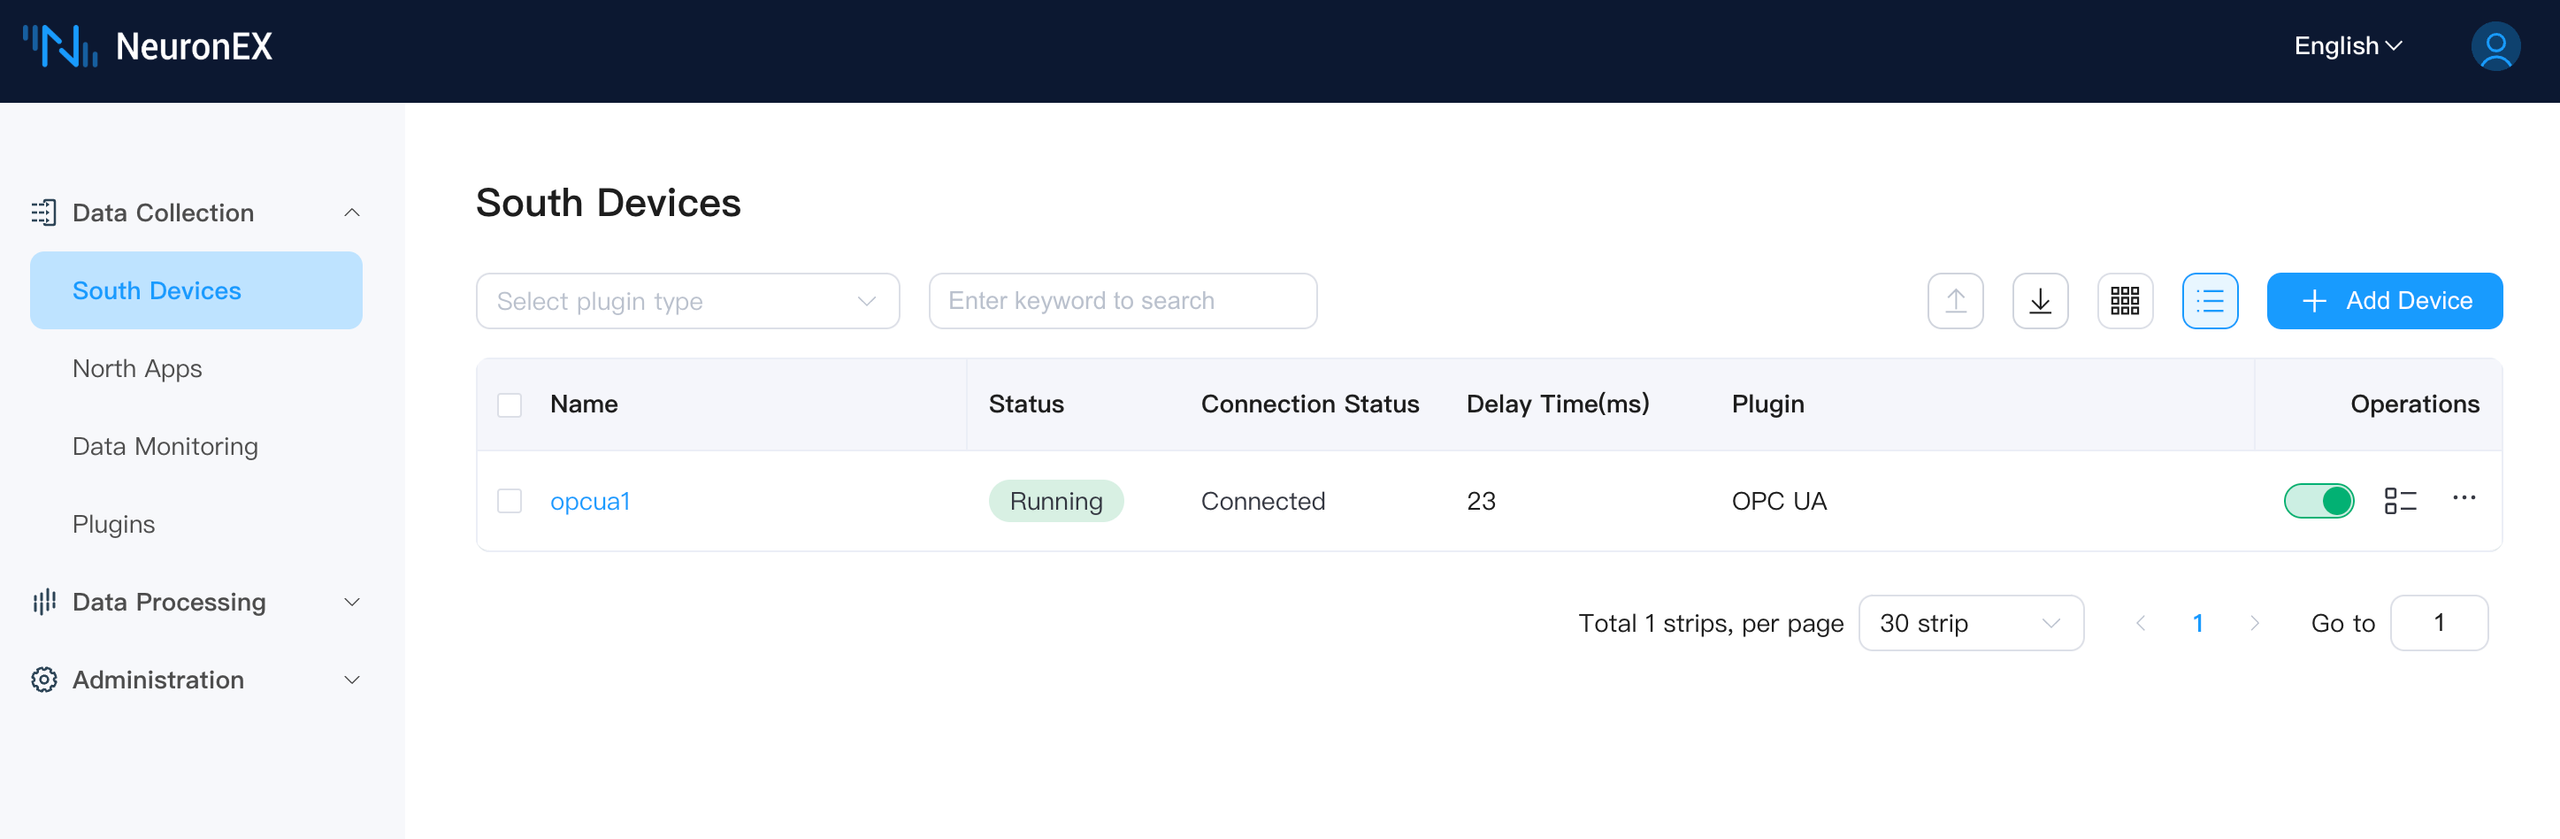 NeuronEX
English
Data Collection
South Devices
North Apps
Data Monitoring
Plugins
Data Processing
Administration
South Devices
Select plugin type
Enter keyword to search
Add Device
Name Status Connection Status Delay Time(ms) Plugin Operations
opcua1 Running Connected 23 OPC UA
Total 1 strips, per page 30 strip 1 Go to 1